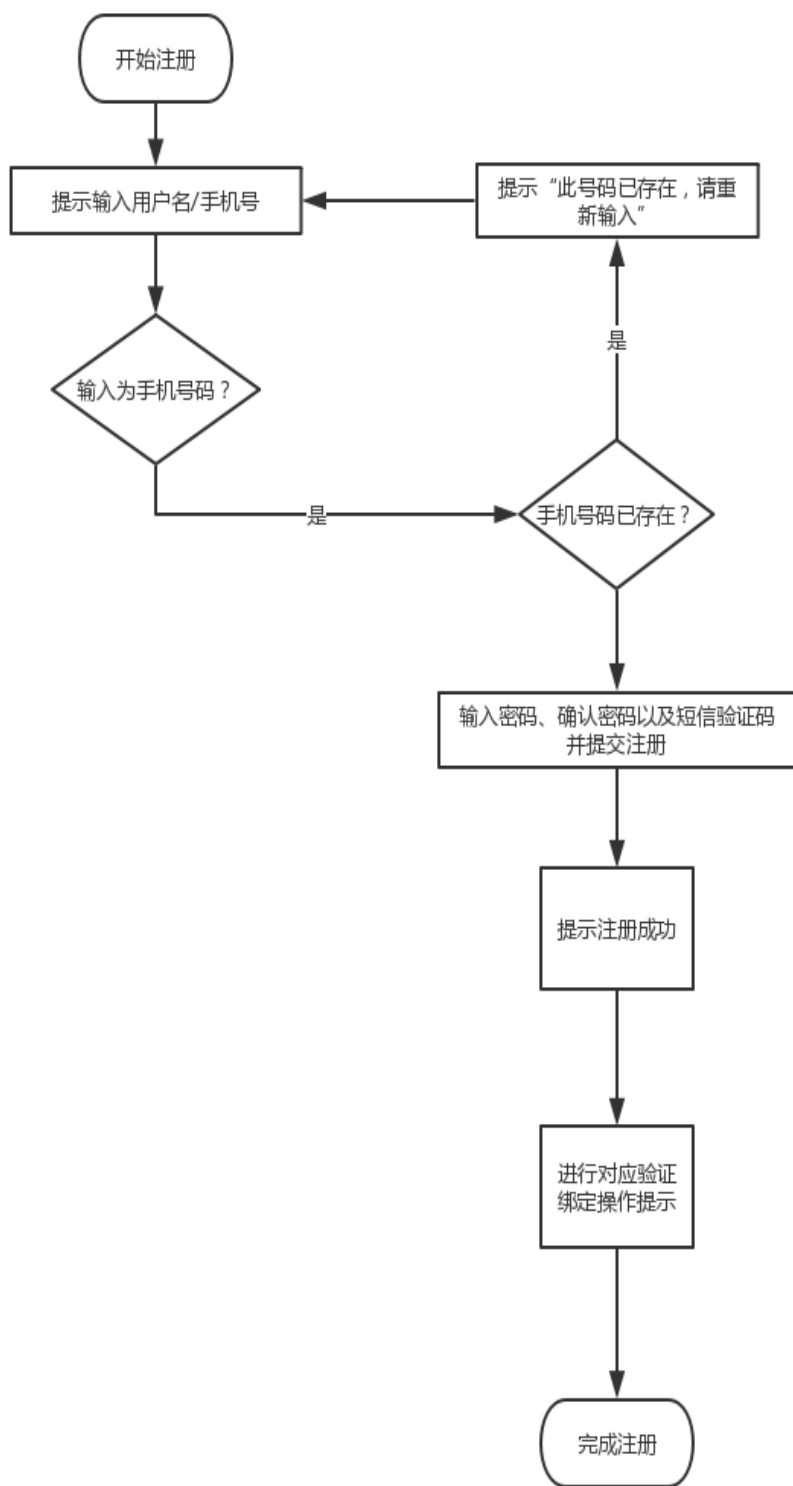 开始注册
提示输入用户名/手机号
提示“此号码已存在，请重
新输入”
是
输入为手机号码？
是
手机号码已存在？
输入密码、确认密码以及短信验证码
并提交注册
提示注册成功
进行对应验证
绑定操作提示
完成注册